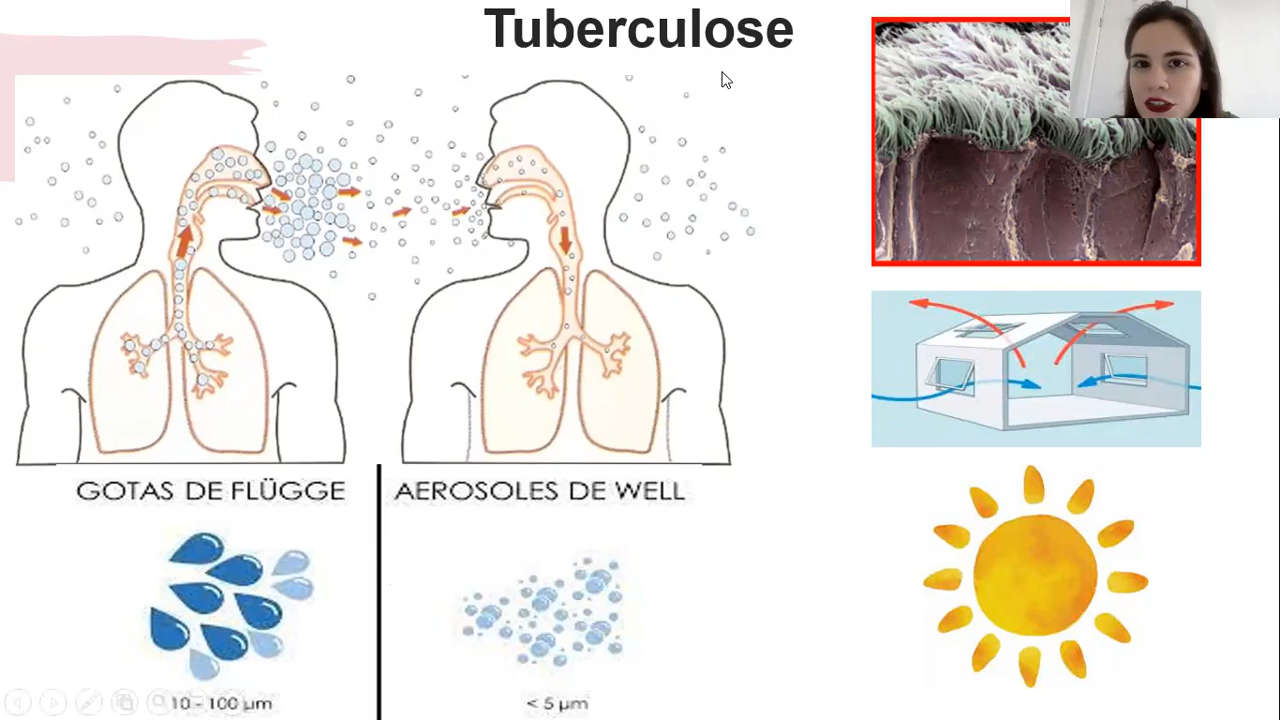 Tuberculose
GOTAS DE FLÜGGE
AEROSOLES DE WELL
10 - 100 µm
< 5 µm